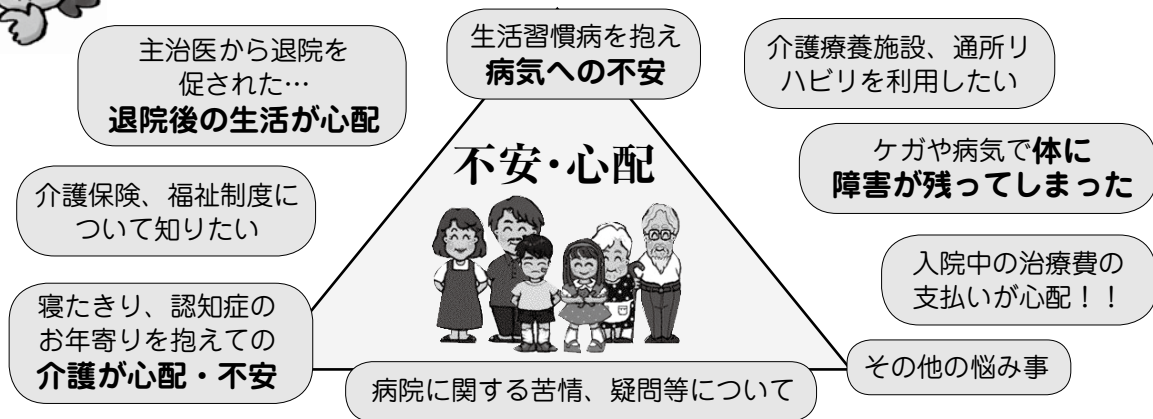 生活習慣病を抱え
病気への不安
主治医から退院を
促された…
退院後の生活が心配
介護療養施設、通所リ
ハビリを利用したい
不安・心配
ケガや病気で体に
障害が残ってしまった
介護保険、福祉制度に
ついて知りたい
入院中の治療費の
支払いが心配！！
寝たきり、認知症の
お年寄りを抱えての
介護が心配・不安
病院に関する苦情、疑問等について
その他の悩み事